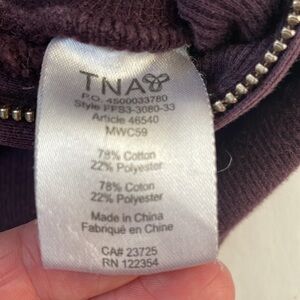 TNA
P.O. 4500033780
Style FFS3-3080-33
Article 46540
MWC59
78% Cotton
22% Polyester
78% Coton
22% Polyester
Made in China
Fabriqué en Chine
CA# 23725
RN 122354